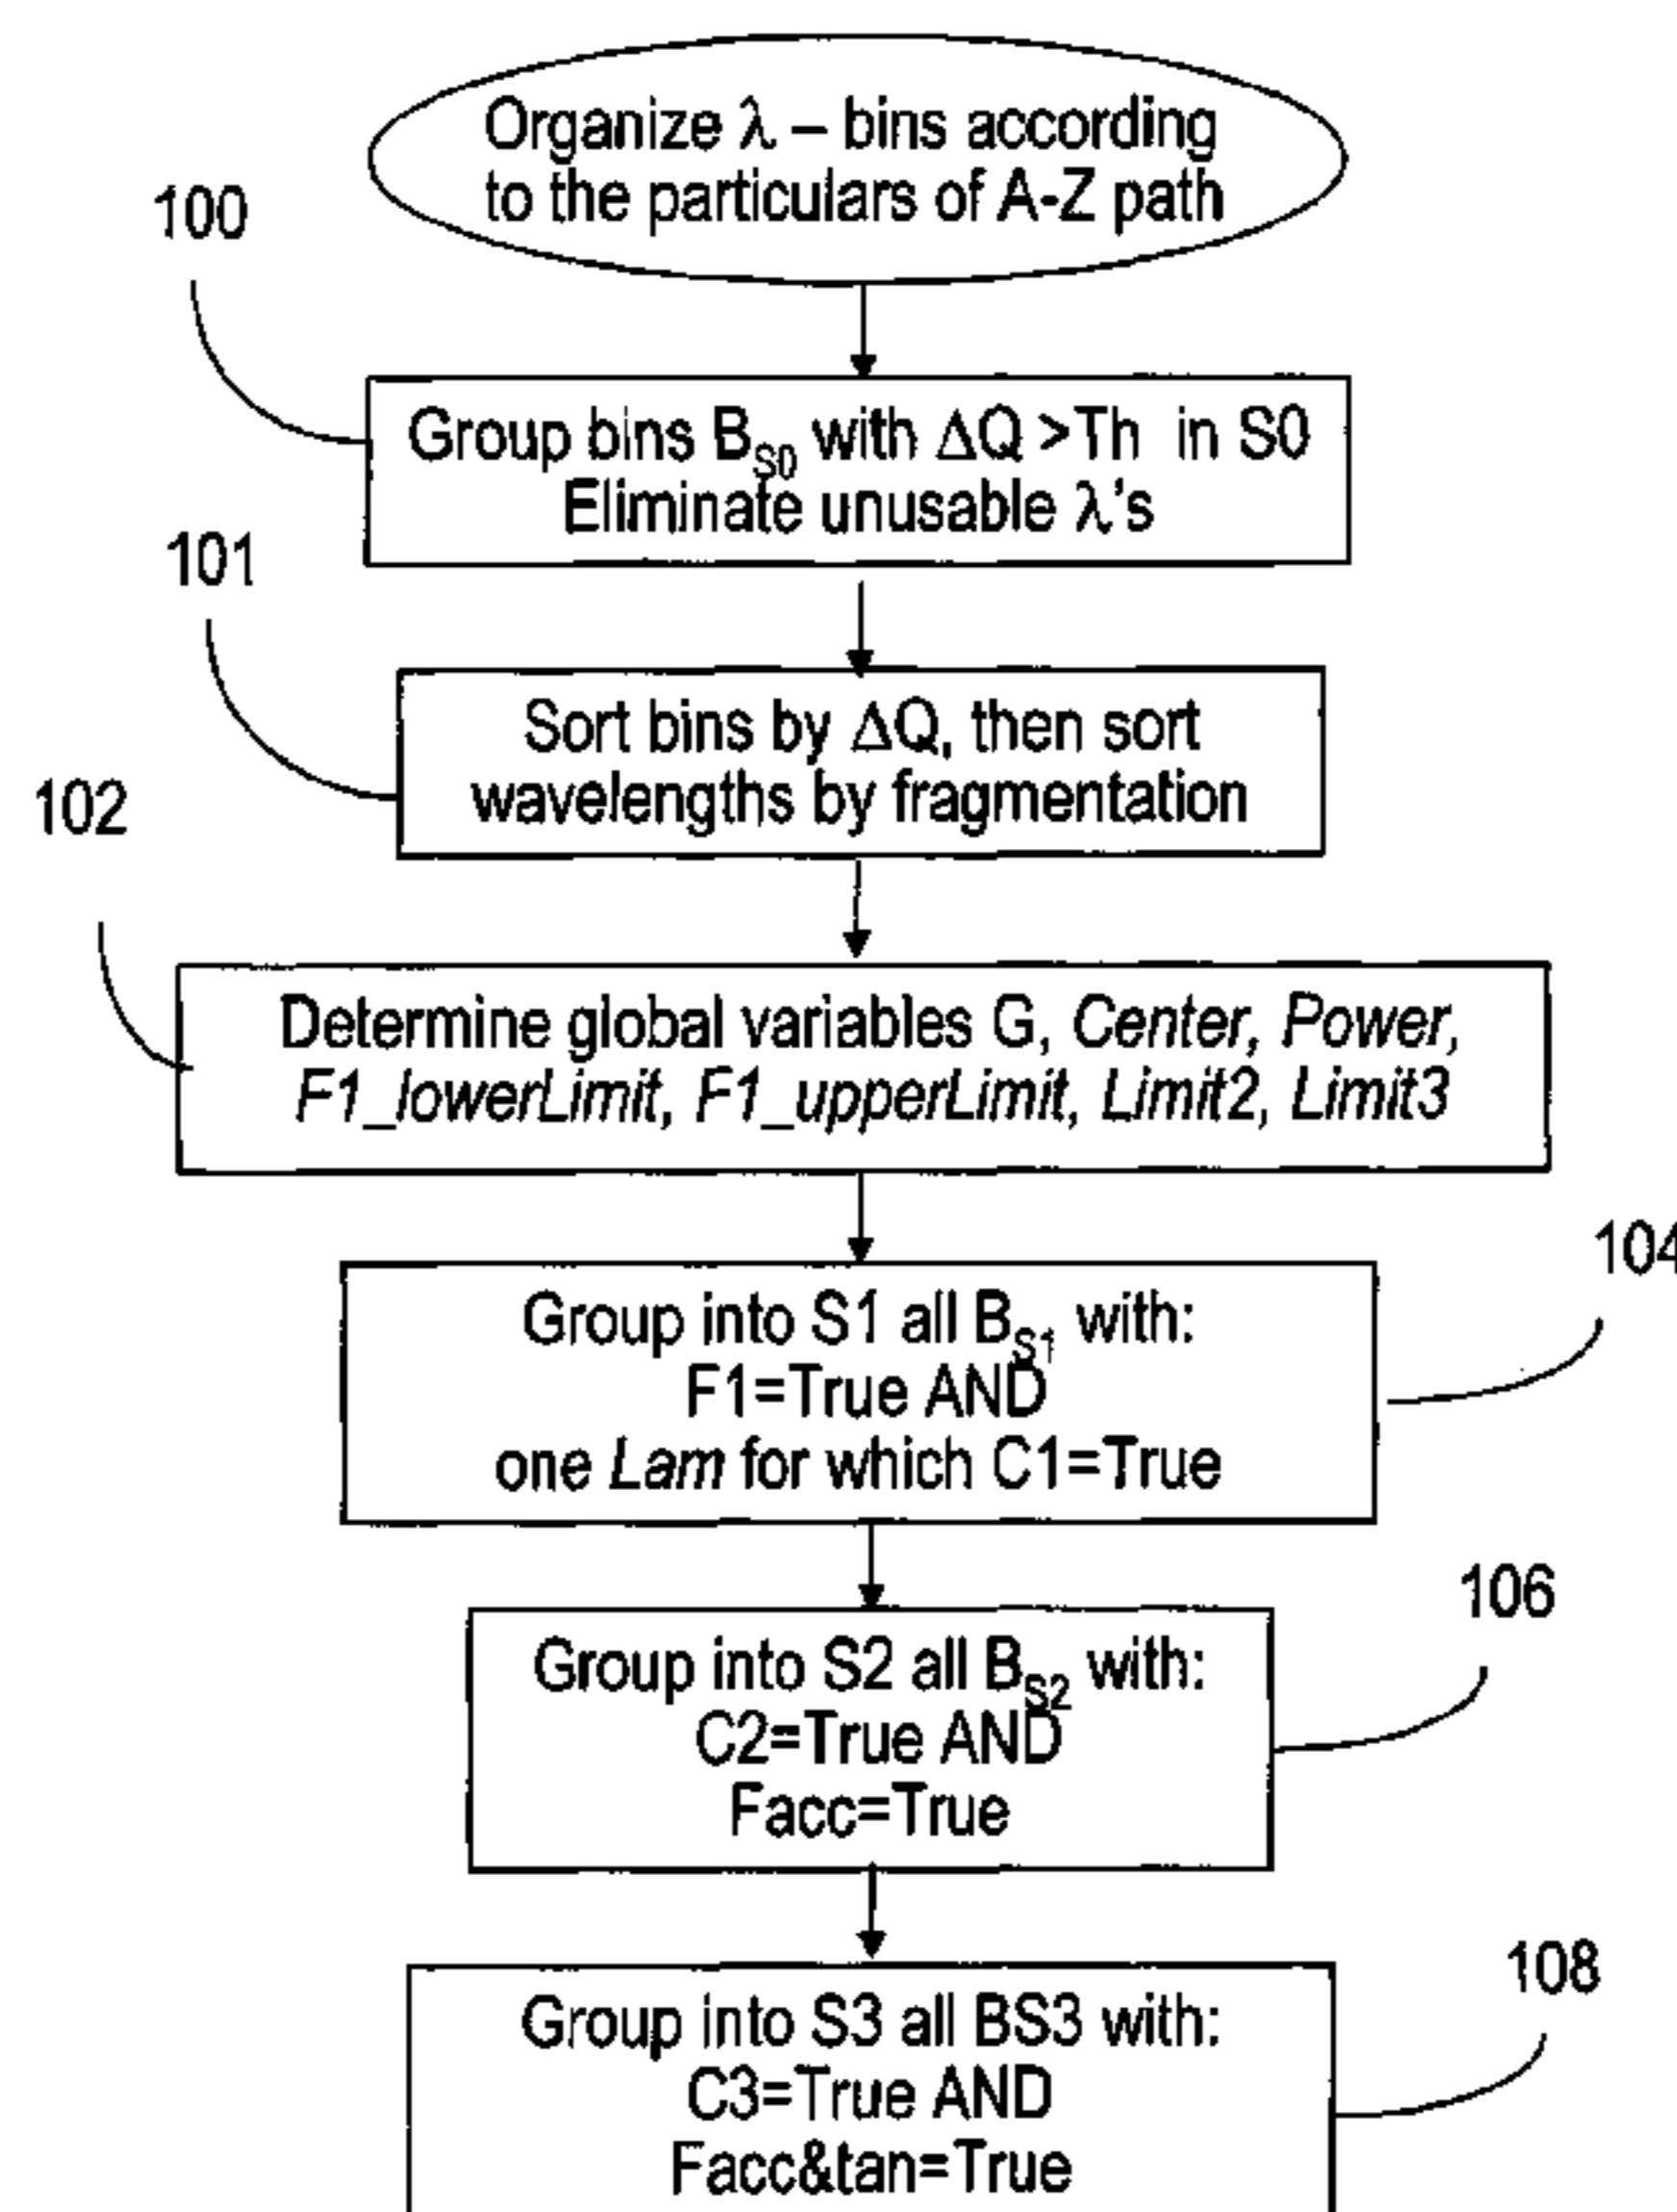 Organize λ – bins according
to the particulars of A-Z path
100
Group bins B_S0 with ΔQ >Th in S0
Eliminate unusable λ's
101
Sort bins by ΔQ, then sort
wavelengths by fragmentation
102
Determine global variables G, Center, Power,
F1_lowerLimit, F1_upperLimit, Limit2, Limit3
104
Group into S1 all B_S1 with:
F1=True AND
one Lam for which C1=True
106
Group into S2 all B_S2 with:
C2=True AND
Facc=True
108
Group into S3 all BS3 with:
C3=True AND
Facc&tan=True